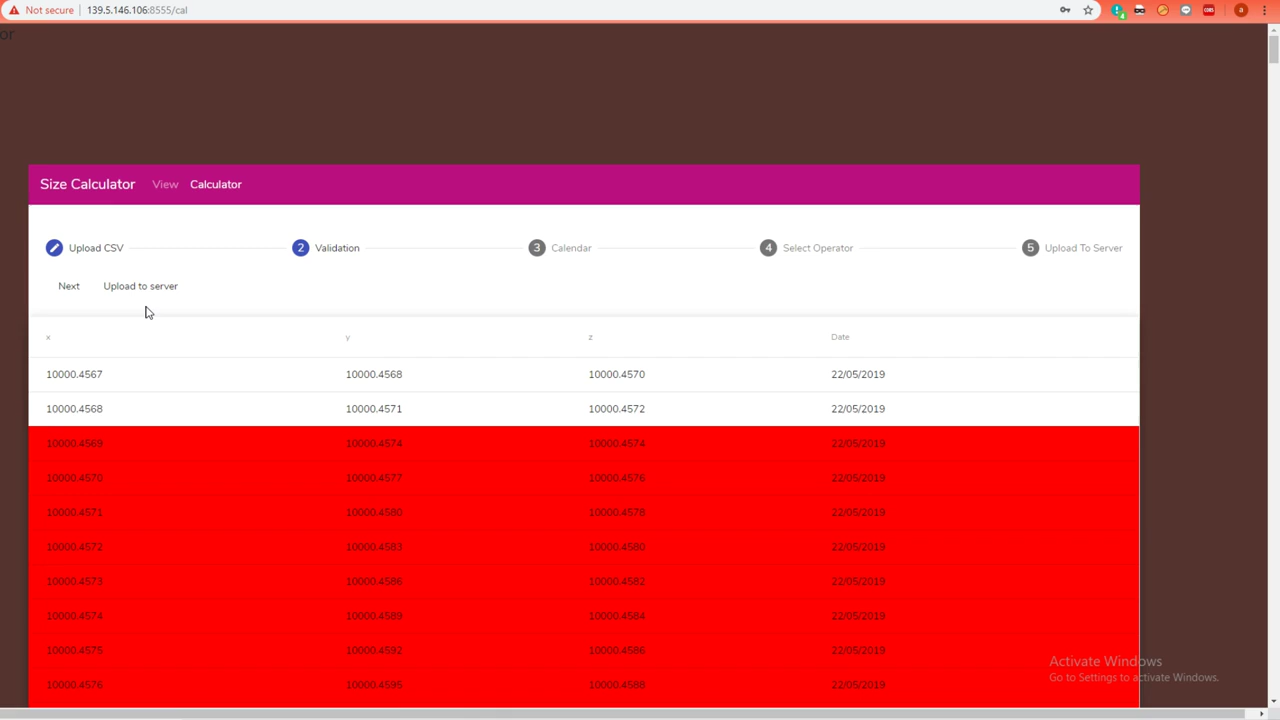 Not secure 139.5.146.106:8555/cal
or
Size Calculator View Calculator
Upload CSV 2 Validation 3 Calendar 4 Select Operator 5 Upload To Server
Next Upload to server
x y z Date
10000.4567 10000.4568 10000.4570 22/05/2019
10000.4568 10000.4571 10000.4572 22/05/2019
10000.4569 10000.4574 10000.4574 22/05/2019
10000.4570 10000.4577 10000.4576 22/05/2019
10000.4571 10000.4580 10000.4578 22/05/2019
10000.4572 10000.4583 10000.4580 22/05/2019
10000.4573 10000.4586 10000.4582 22/05/2019
10000.4574 10000.4589 10000.4584 22/05/2019
10000.4575 10000.4592 10000.4586 22/05/2019
Activate Windows
Go to Settings to activate Windows.
10000.4576 10000.4595 10000.4588 22/05/2019